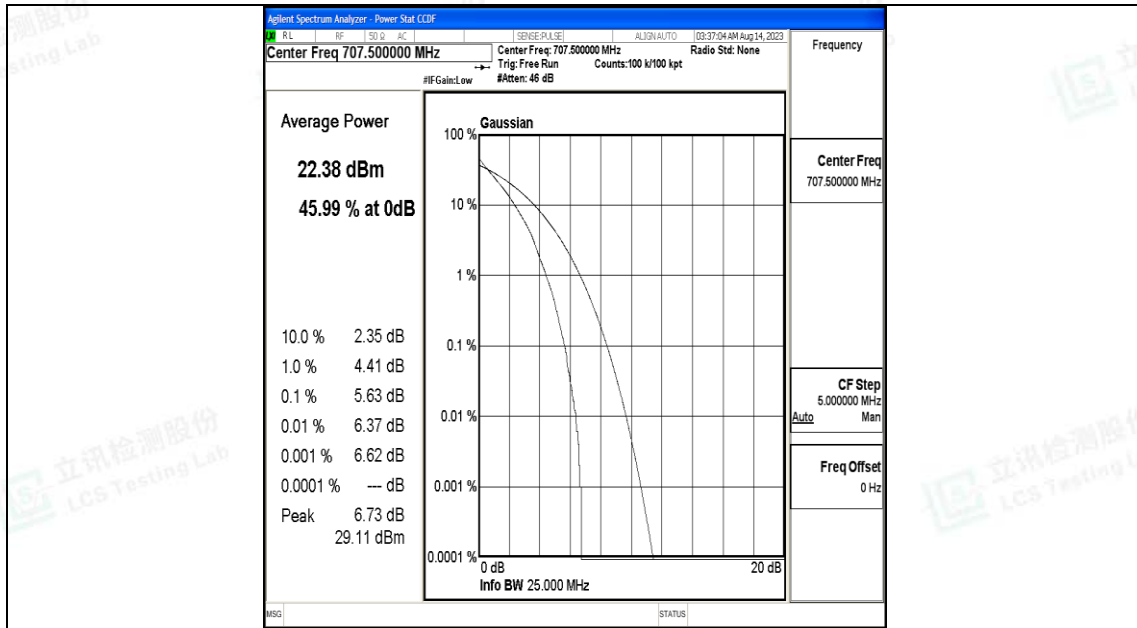 Agilent Spectrum Analyzer - Power Stat CCDF
RL RF 50 Ω AC SENSE:PULSE ALIGN AUTO 03:37:04 AM Aug 14, 2023
Center Freq 707.500000 MHz
Center Freq: 707.500000 MHz Radio Std: None
Trig: Free Run Counts:100 k/100 kpt
#IFGain:Low #Atten: 46 dB
Frequency
Average Power
22.38 dBm
45.99 % at 0dB
10.0 % 2.35 dB
1.0 % 4.41 dB
0.1 % 5.63 dB
0.01 % 6.37 dB
0.001 % 6.62 dB
0.0001 % --- dB
Peak 6.73 dB
29.11 dBm
Gaussian
100 %
10 %
1 %
0.1 %
0.01 %
0.001 %
0.0001 %
0 dB 20 dB
Info BW 25.000 MHz
Center Freq
707.500000 MHz
CF Step
5.000000 MHz
Auto Man
Freq Offset
0 Hz
MSG STATUS
立讯检测股份
LCS Testing Lab
立讯检测股份